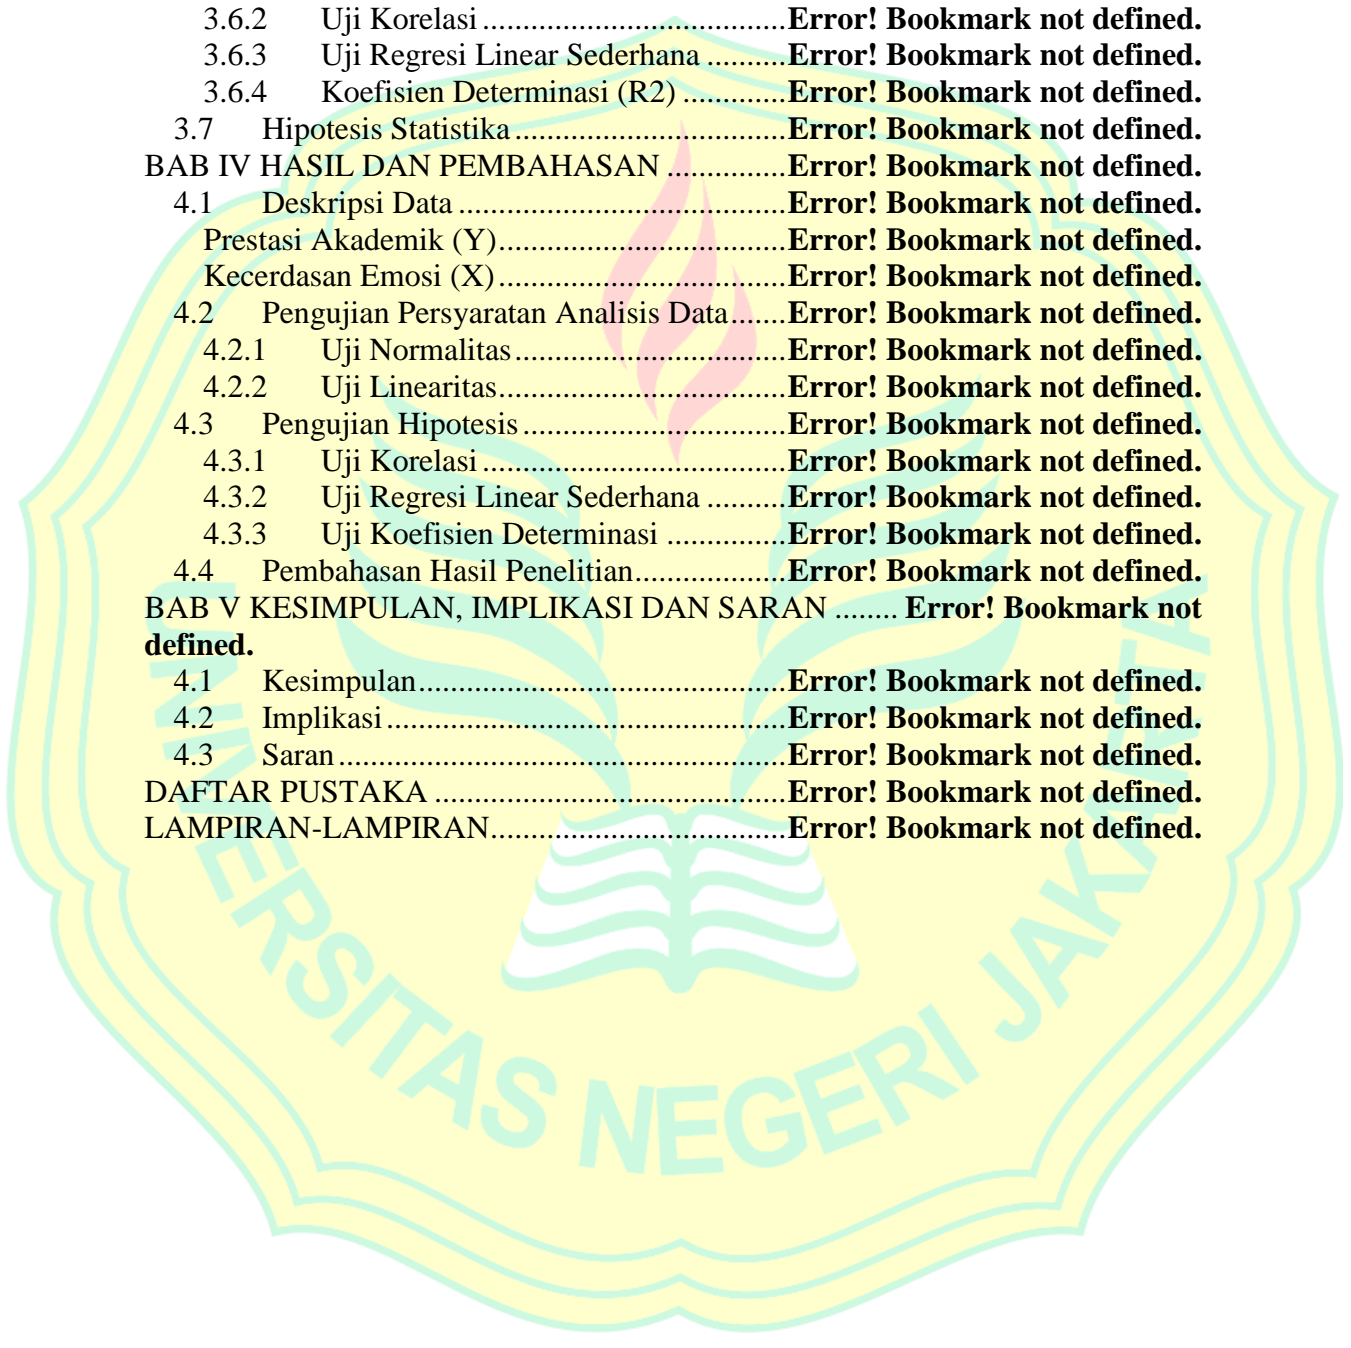 3.6.2 Uji Korelasi ....................................Error! Bookmark not defined.
3.6.3 Uji Regresi Linear Sederhana ..........Error! Bookmark not defined.
3.6.4 Koefisien Determinasi (R2) .............Error! Bookmark not defined.
3.7 Hipotesis Statistika .................................Error! Bookmark not defined.
BAB IV HASIL DAN PEMBAHASAN ..............Error! Bookmark not defined.
4.1 Deskripsi Data .......................................Error! Bookmark not defined.
Prestasi Akademik (Y)..................................Error! Bookmark not defined.
Kecerdasan Emosi (X)..................................Error! Bookmark not defined.
4.2 Pengujian Persyaratan Analisis Data.......Error! Bookmark not defined.
4.2.1 Uji Normalitas................................Error! Bookmark not defined.
4.2.2 Uji Linearitas..................................Error! Bookmark not defined.
4.3 Pengujian Hipotesis ...............................Error! Bookmark not defined.
4.3.1 Uji Korelasi ....................................Error! Bookmark not defined.
4.3.2 Uji Regresi Linear Sederhana ..........Error! Bookmark not defined.
4.3.3 Uji Koefisien Determinasi ..............Error! Bookmark not defined.
4.4 Pembahasan Hasil Penelitian..................Error! Bookmark not defined.
BAB V KESIMPULAN, IMPLIKASI DAN SARAN ........ Error! Bookmark not
defined.
4.1 Kesimpulan............................................Error! Bookmark not defined.
4.2 Implikasi ................................................Error! Bookmark not defined.
4.3 Saran ......................................................Error! Bookmark not defined.
DAFTAR PUSTAKA ..........................................Error! Bookmark not defined.
LAMPIRAN-LAMPIRAN...................................Error! Bookmark not defined.
UNIVERSITAS NEGERI JAKARTA